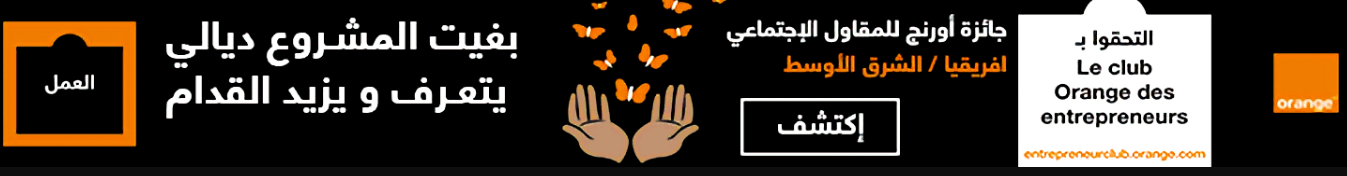 العمل
بغيت المشروع ديالي
يتعرف و يزيد القدام
جائزة أورنج للمقاول الإجتماعي
افريقيا / الشرق الأوسط
إكتشف
التحقوا بـ
Le club
Orange des
entrepreneurs
entrepreneurclub.orange.com
orange